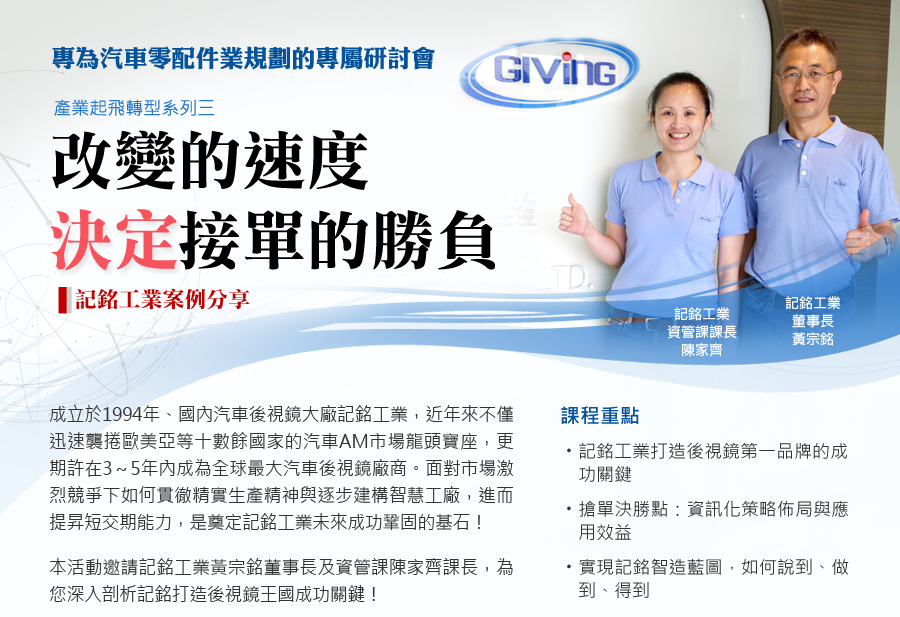 專為汽車零配件業規劃的專屬研討會
GIVING
產業起飛轉型系列三
改變的速度
決定接單的勝負
TD.
記銘工業案例分享
記銘工業
資管課課長
陳家齊
記銘工業
董事長
黃宗銘
成立於1994年、國內汽車後視鏡大廠記銘工業，近年來不僅
迅速襲捲歐美亞等十數餘國家的汽車AM市場龍頭寶座，更
期許在3～5年內成為全球最大汽車後視鏡廠商。面對市場激
烈競爭下如何貫徹精實生產精神與逐步建構智慧工廠，進而
提昇短交期能力，是奠定記銘工業未來成功鞏固的基石！
本活動邀請記銘工業黃宗銘董事長及資管課陳家齊課長，為
您深入剖析記銘打造後視鏡王國成功關鍵！
課程重點
・記銘工業打造後視鏡第一品牌的成
功關鍵
・搶單決勝點：資訊化策略佈局與應
用效益
・實現記銘智造藍圖，如何說到、做
到、得到